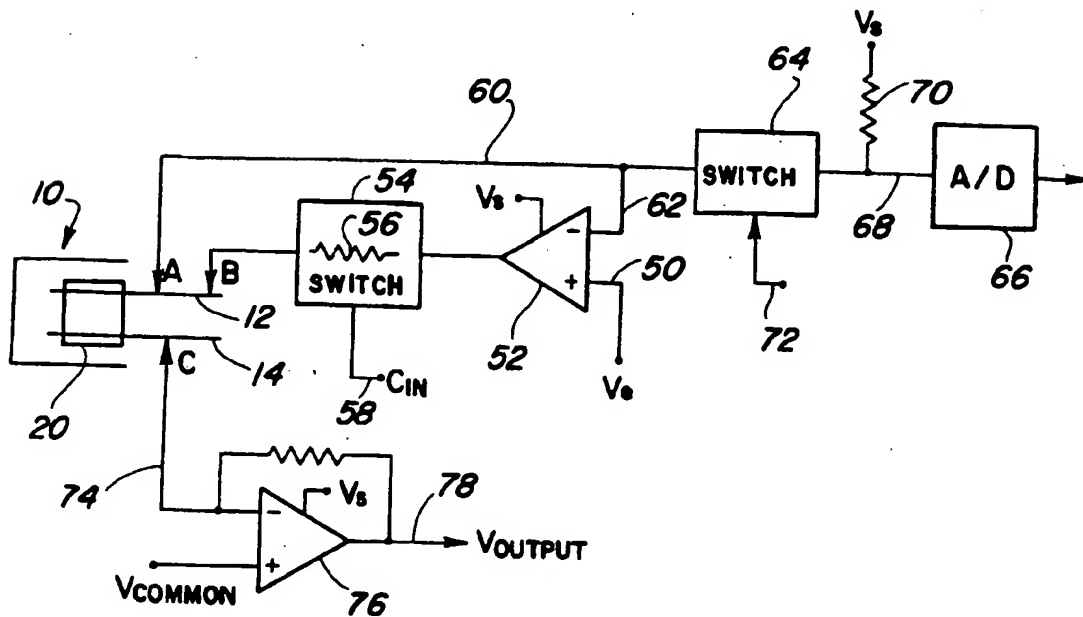 Vs
64
70
60
SWITCH
A/D
54
Vs
62
68
66
10
56
-
50
A
B
SWITCH
+
12
52
72
C
14
CIN
Ve
20
58
74
Vs
78
-
VOUTPUT
+
VCOMMON
76